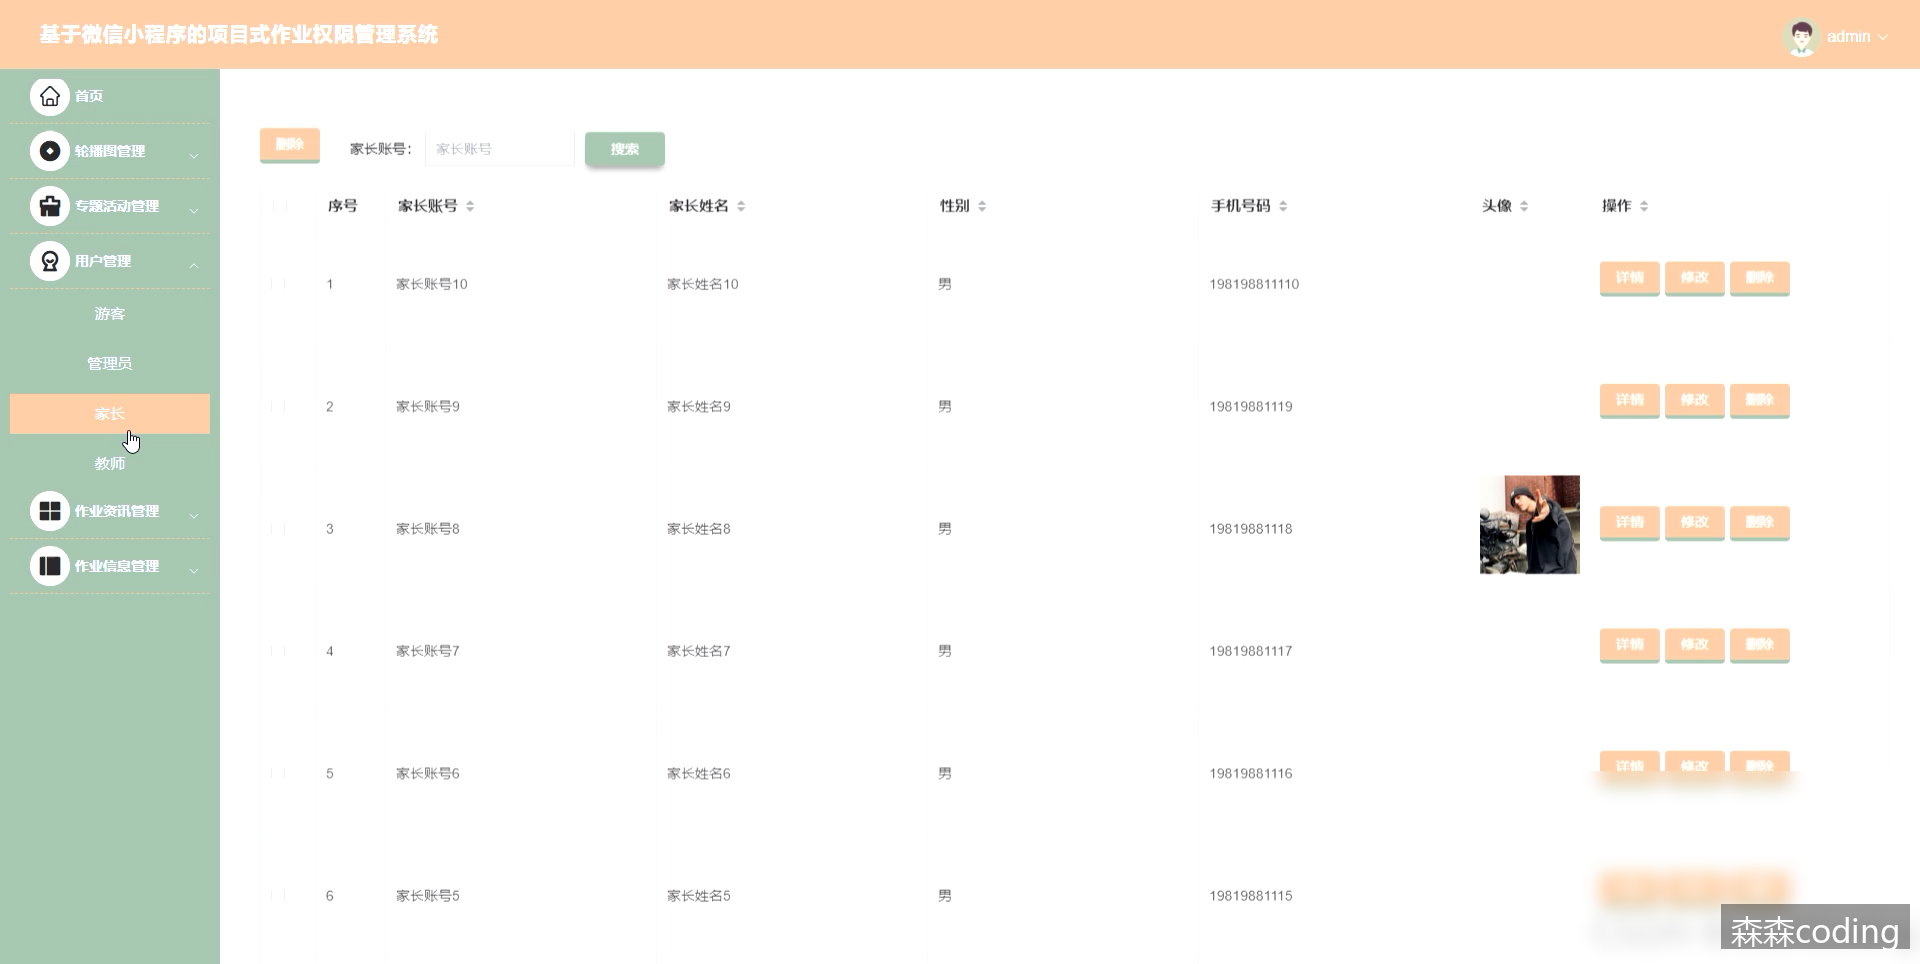 基于微信小程序的项目式作业权限管理系统
admin
首页
轮播图管理
专题活动管理
用户管理
游客
管理员
家长
教师
作业资讯管理
作业信息管理
删除 家长账号： 家长账号 搜索
序号 家长账号 家长姓名 性别 手机号码 头像 操作
1 家长账号10 家长姓名10 男 198198811110 详情 修改 删除
2 家长账号9 家长姓名9 男 19819881119 详情 修改 删除
3 家长账号8 家长姓名8 男 19819881118 详情 修改 删除
4 家长账号7 家长姓名7 男 19819881117 详情 修改 删除
5 家长账号6 家长姓名6 男 19819881116 详情 修改 删除
6 家长账号5 家长姓名5 男 19819881115
森森coding